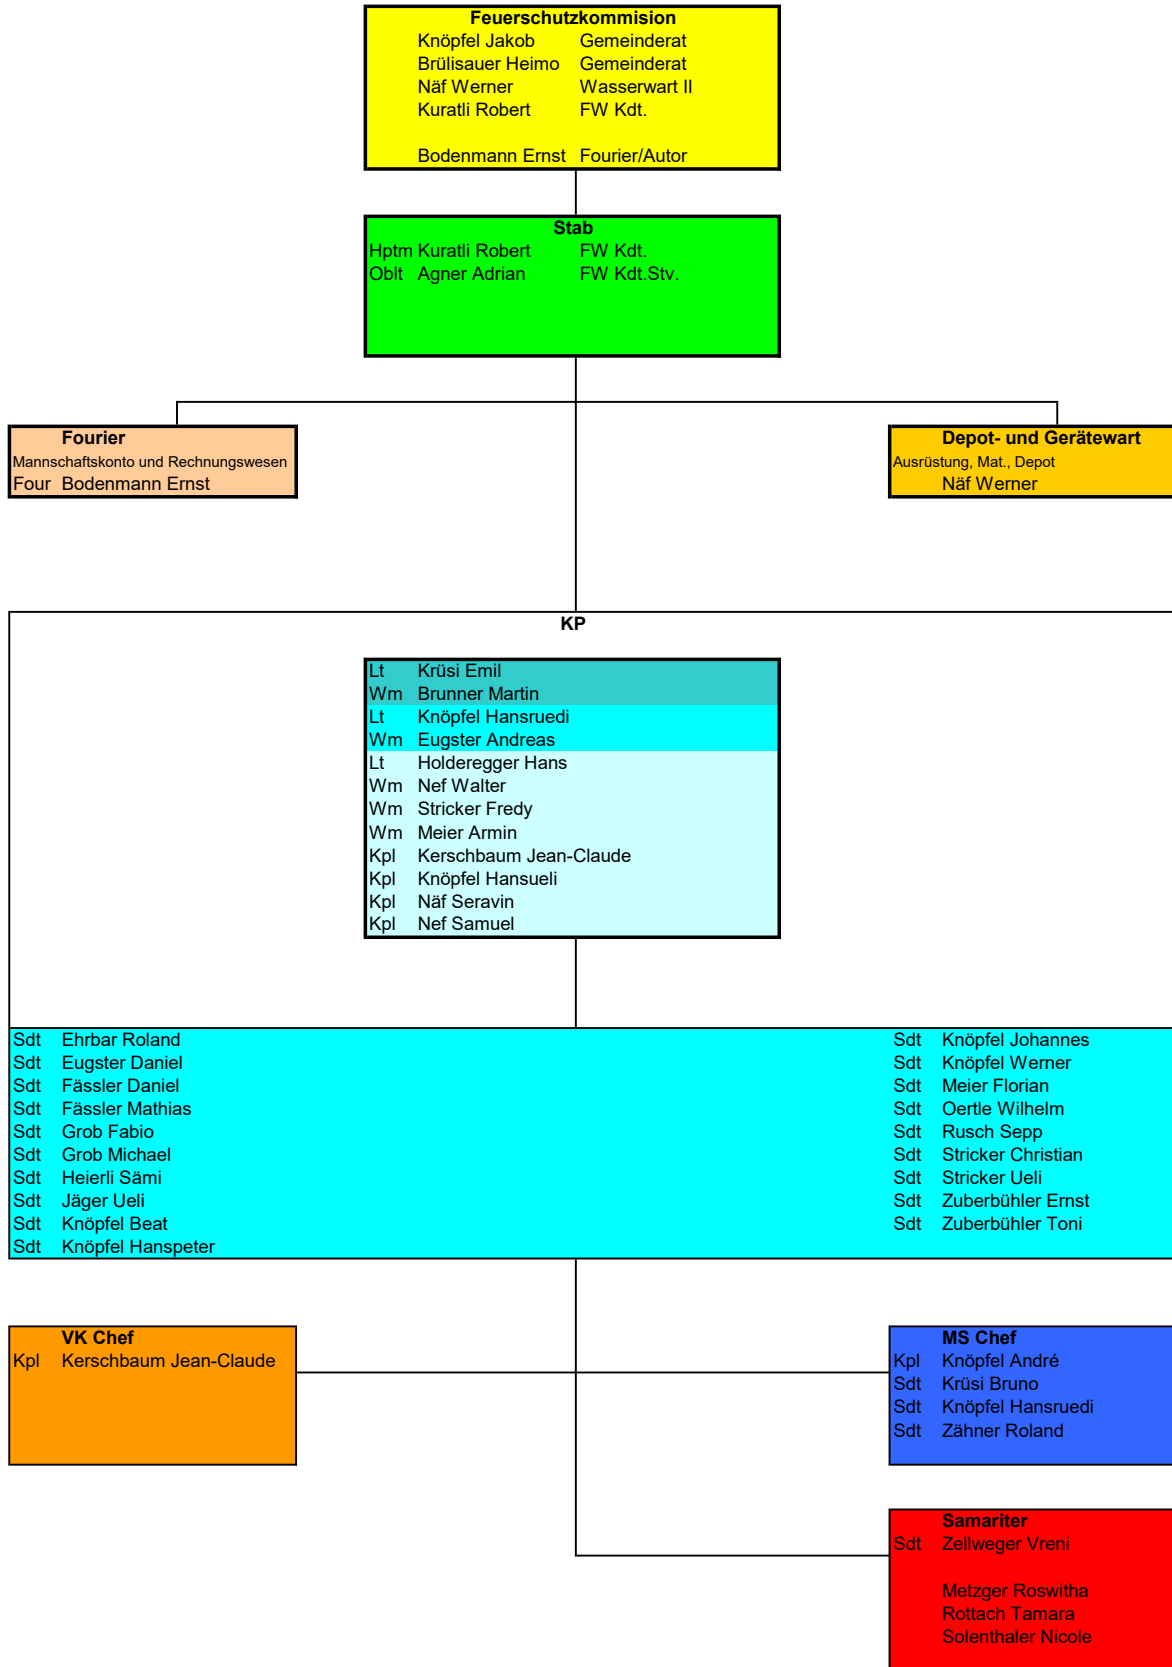 Feuerschutzkommision
Knöpfel Jakob Gemeinderat
Brülisauer Heimo Gemeinderat
Näf Werner Wasserwart II
Kuratli Robert FW Kdt.
Bodenmann Ernst Fourier/Autor
Stab
Hptm Kuratli Robert FW Kdt.
Oblt Agner Adrian FW Kdt.Stv.
Fourier
Mannschaftskonto und Rechnungswesen
Four Bodenmann Ernst
Depot- und Gerätewart
Ausrüstung, Mat., Depot
Näf Werner
KP
Lt Krüsi Emil
Wm Brunner Martin
Lt Knöpfel Hansruedi
Wm Eugster Andreas
Lt Holderegger Hans
Wm Nef Walter
Wm Stricker Fredy
Wm Meier Armin
Kpl Kerschbaum Jean-Claude
Kpl Knöpfel Hansueli
Kpl Näf Seravin
Kpl Nef Samuel
Sdt Ehrbar Roland
Sdt Eugster Daniel
Sdt Fässler Daniel
Sdt Fässler Mathias
Sdt Grob Fabio
Sdt Grob Michael
Sdt Heierli Sämi
Sdt Jäger Ueli
Sdt Knöpfel Beat
Sdt Knöpfel Hanspeter
Sdt Knöpfel Johannes
Sdt Knöpfel Werner
Sdt Meier Florian
Sdt Oertle Wilhelm
Sdt Rusch Sepp
Sdt Stricker Christian
Sdt Stricker Ueli
Sdt Zuberbühler Ernst
Sdt Zuberbühler Toni
VK Chef
Kpl Kerschbaum Jean-Claude
MS Chef
Kpl Knöpfel André
Sdt Krüsi Bruno
Sdt Knöpfel Hansruedi
Sdt Zähner Roland
Samariter
Sdt Zellweger Vreni
Metzger Roswitha
Rottach Tamara
Solenthaler Nicole